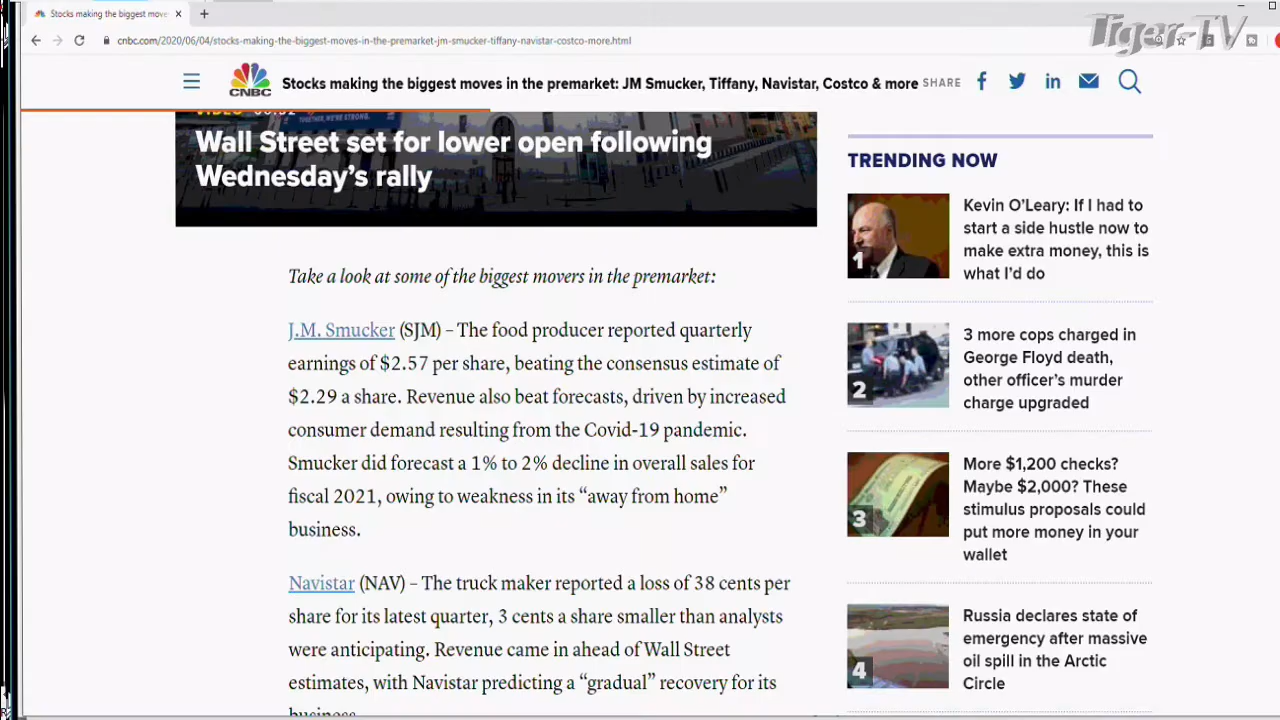 Stocks making the biggest move
Tiger-TV
cnbc.com/2020/06/04/stocks-making-the-biggest-moves-in-the-premarket-jm-smucker-tiffany-navistar-costco-more.html
CNBC
Stocks making the biggest moves in the premarket: JM Smucker, Tiffany, Navistar, Costco & more
SHARE
VIDEO
Wall Street set for lower open following
Wednesday’s rally
Take a look at some of the biggest movers in the premarket:
J.M. Smucker (SJM) – The food producer reported quarterly
earnings of $2.57 per share, beating the consensus estimate of
$2.29 a share. Revenue also beat forecasts, driven by increased
consumer demand resulting from the Covid-19 pandemic.
Smucker did forecast a 1% to 2% decline in overall sales for
fiscal 2021, owing to weakness in its “away from home”
business.
Navistar (NAV) – The truck maker reported a loss of 38 cents per
share for its latest quarter, 3 cents a share smaller than analysts
were anticipating. Revenue came in ahead of Wall Street
estimates, with Navistar predicting a “gradual” recovery for its
business.
TRENDING NOW
1
Kevin O’Leary: If I had to
start a side hustle now to
make extra money, this is
what I’d do
2
3 more cops charged in
George Floyd death,
other officer’s murder
charge upgraded
3
More $1,200 checks?
Maybe $2,000? These
stimulus proposals could
put more money in your
wallet
4
Russia declares state of
emergency after massive
oil spill in the Arctic
Circle